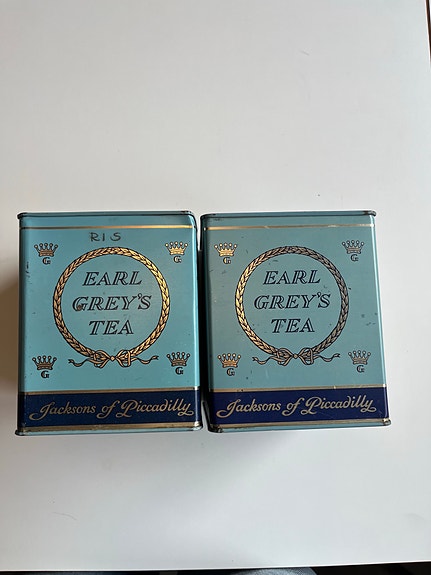 RIS
G G
EARL
GREY'S
TEA
G G
Jacksons of Piccadilly
G G
EARL
GREY'S
TEA
G G
Jacksons of Piccadilly